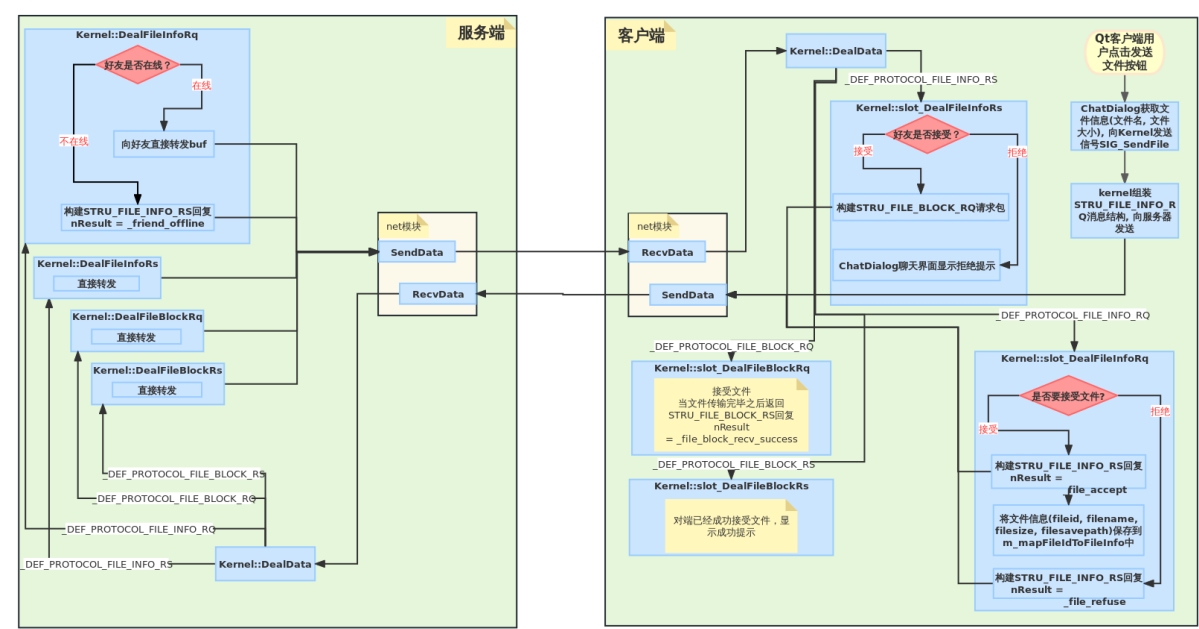 服务端
Kernel::DealFileInfoRq
好友是否在线？
在线
不在线
向好友直接转发buf
构建STRU_FILE_INFO_RS回复
nResult = _friend_offline
Kernel::DealFileInfoRs
直接转发
Kernel::DealFileBlockRq
直接转发
Kernel::DealFileBlockRs
直接转发
_DEF_PROTOCOL_FILE_BLOCK_RS
_DEF_PROTOCOL_FILE_BLOCK_RQ
_DEF_PROTOCOL_FILE_INFO_RQ
_DEF_PROTOCOL_FILE_INFO_RS
Kernel::DealData
net模块
SendData
RecvData
客户端
net模块
RecvData
SendData
Kernel::DealData
_DEF_PROTOCOL_FILE_INFO_RS
Kernel::slot_DealFileInfoRs
好友是否接受？
接受
拒绝
构建STRU_FILE_BLOCK_RQ请求包
ChatDialog聊天界面显示拒绝提示
Qt客户端用
户点击发送
文件按钮
ChatDialog获取文
件信息(文件名, 文件
大小), 向Kernel发送
信号SIG_SendFile
kernel组装
STRU_FILE_INFO_R
Q消息结构, 向服务器
发送
_DEF_PROTOCOL_FILE_INFO_RQ
_DEF_PROTOCOL_FILE_BLOCK_RQ
Kernel::slot_DealFileBlockRq
接受文件
当文件传输完毕之后返回
STRU_FILE_BLOCK_RS回复
nResult
= _file_block_recv_success
_DEF_PROTOCOL_FILE_BLOCK_RS
Kernel::slot_DealFileBlockRs
对端已经成功接受文件，显
示成功提示
Kernel::slot_DealFileInfoRq
是否要接受文件?
接受
拒绝
构建STRU_FILE_INFO_RS回复
nResult =
_file_accept
将文件信息(fileid, filename,
filesize, filesavepath)保存到
m_mapFileIdToFileInfo中
构建STRU_FILE_INFO_RS回复
nResult =
_file_refuse